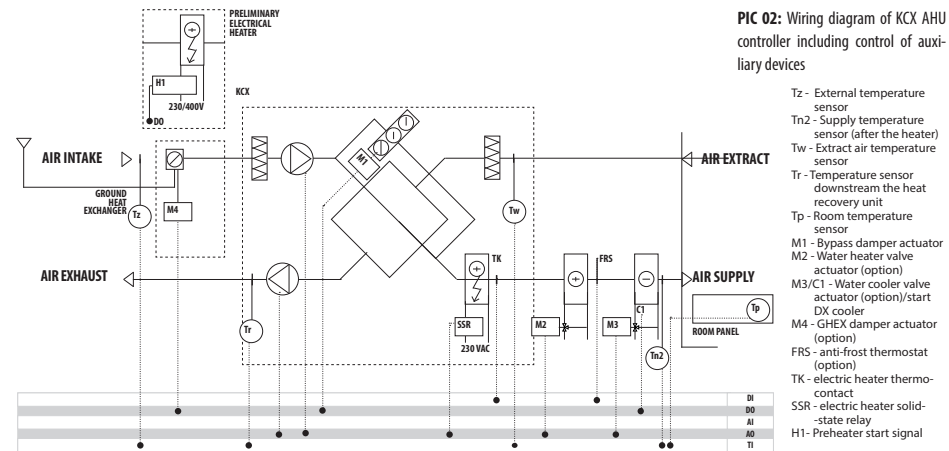 PRELIMINARY
ELECTRICAL
HEATER
H1
230/400V
DO
KCX
AIR INTAKE
GROUND
HEAT
EXCHANGER
Tz
M4
M1
Tw
AIR EXTRACT
AIR EXHAUST
Tr
TK
SSR
230 VAC
M2
FRS
M3
C1
Tn2
AIR SUPPLY
Tp
ROOM PANEL
DI
DO
AI
AO
TI
PIC 02: Wiring diagram of KCX AHU
controller including control of auxi-
liary devices
Tz - External temperature
sensor
Tn2 - Supply temperature
sensor (after the heater)
Tw - Extract air temperature
sensor
Tr - Temperature sensor
downstream the heat
recovery unit
Tp - Room temperature
sensor
M1 - Bypass damper actuator
M2 - Water heater valve
actuator (option)
M3/C1 - Water cooler valve
actuator (option)/start
DX cooler
M4 - GHEX damper actuator
(option)
FRS - anti-frost thermostat
(option)
TK - electric heater thermo-
contact
SSR - electric heater solid-
-state relay
H1- Preheater start signal